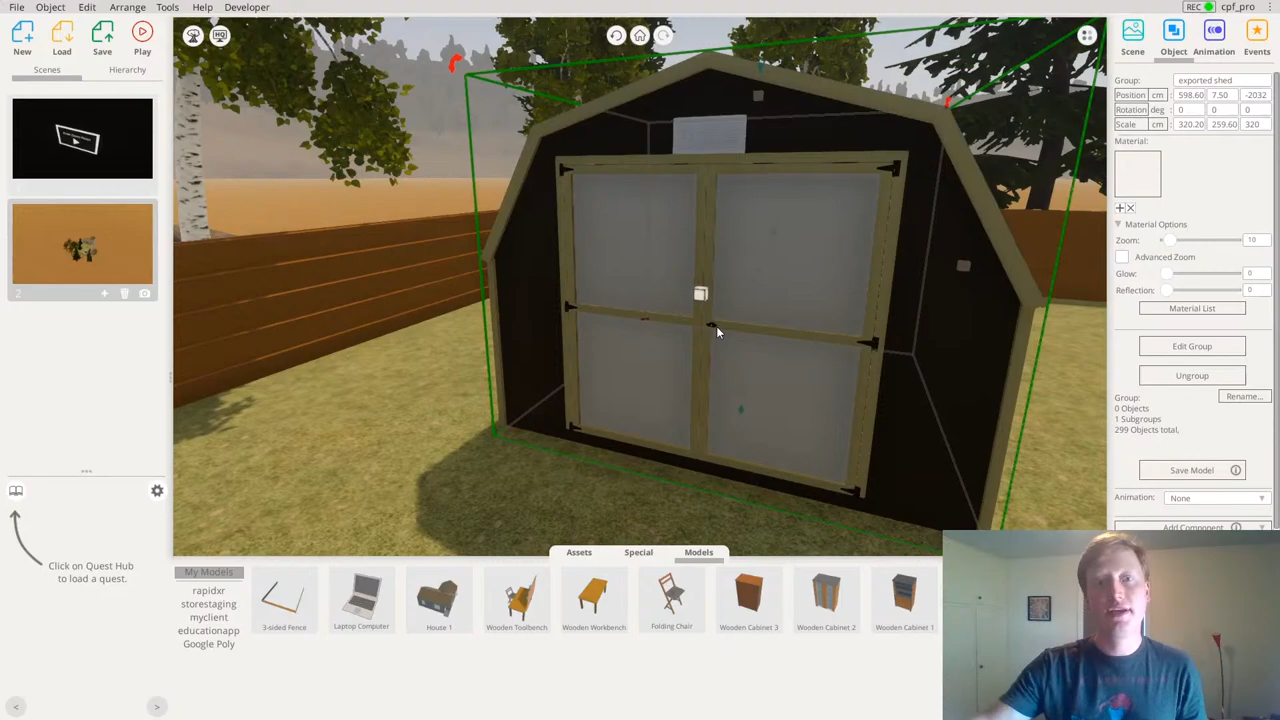 File Object Edit Arrange Tools Help Developer
REC cpf_pro
New Load Save Play
Scene Object Animation Events
Scenes Hierarchy
Group: exported shed
Position cm 598.60 7.50 -2032
Rotation deg 0 0 0
Scale cm 320.20 259.60 320
Material:
Material Options
Zoom: 10
Advanced Zoom
Glow: 0
Reflection: 0
Material List
2
Edit Group
Ungroup
Group: Rename...
0 Objects
1 Subgroups
299 Objects total,
Save Model
Animation: None
Add Component
Click on Quest Hub
to load a quest.
Assets Special Models
My Models
rapidxr
storestaging
myclient
educationapp
Google Poly
3-sided Fence
Laptop Computer
House 1
Wooden Toolbench
Wooden Workbench
Folding Chair
Wooden Cabinet 3
Wooden Cabinet 2
Wooden Cabinet 1
HQ